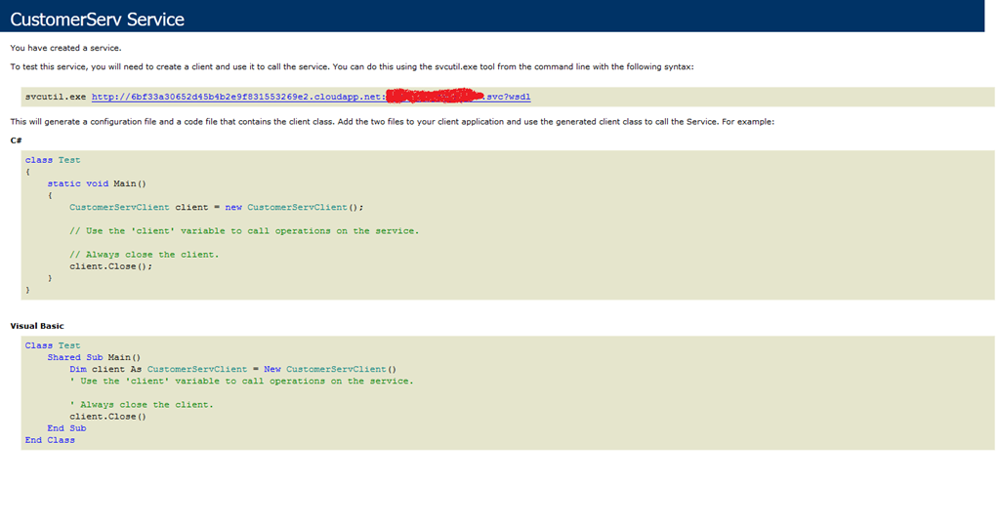 CustomerServ Service
You have created a service.
To test this service, you will need to create a client and use it to call the service. You can do this using the svcutil.exe tool from the command line with the following syntax:
svcutil.exe http://6bf33a30652d45b4b2e9f831553269e2.cloudapp.net: .svc?wsdl
This will generate a configuration file and a code file that contains the client class. Add the two files to your client application and use the generated client class to call the Service. For example:
C#
class Test
{
    static void Main()
    {
        CustomerServClient client = new CustomerServClient();
        // Use the 'client' variable to call operations on the service.
        // Always close the client.
        client.Close();
    }
}
Visual Basic
Class Test
    Shared Sub Main()
        Dim client As CustomerServClient = New CustomerServClient()
        ' Use the 'client' variable to call operations on the service.
        ' Always close the client.
        client.Close()
    End Sub
End Class